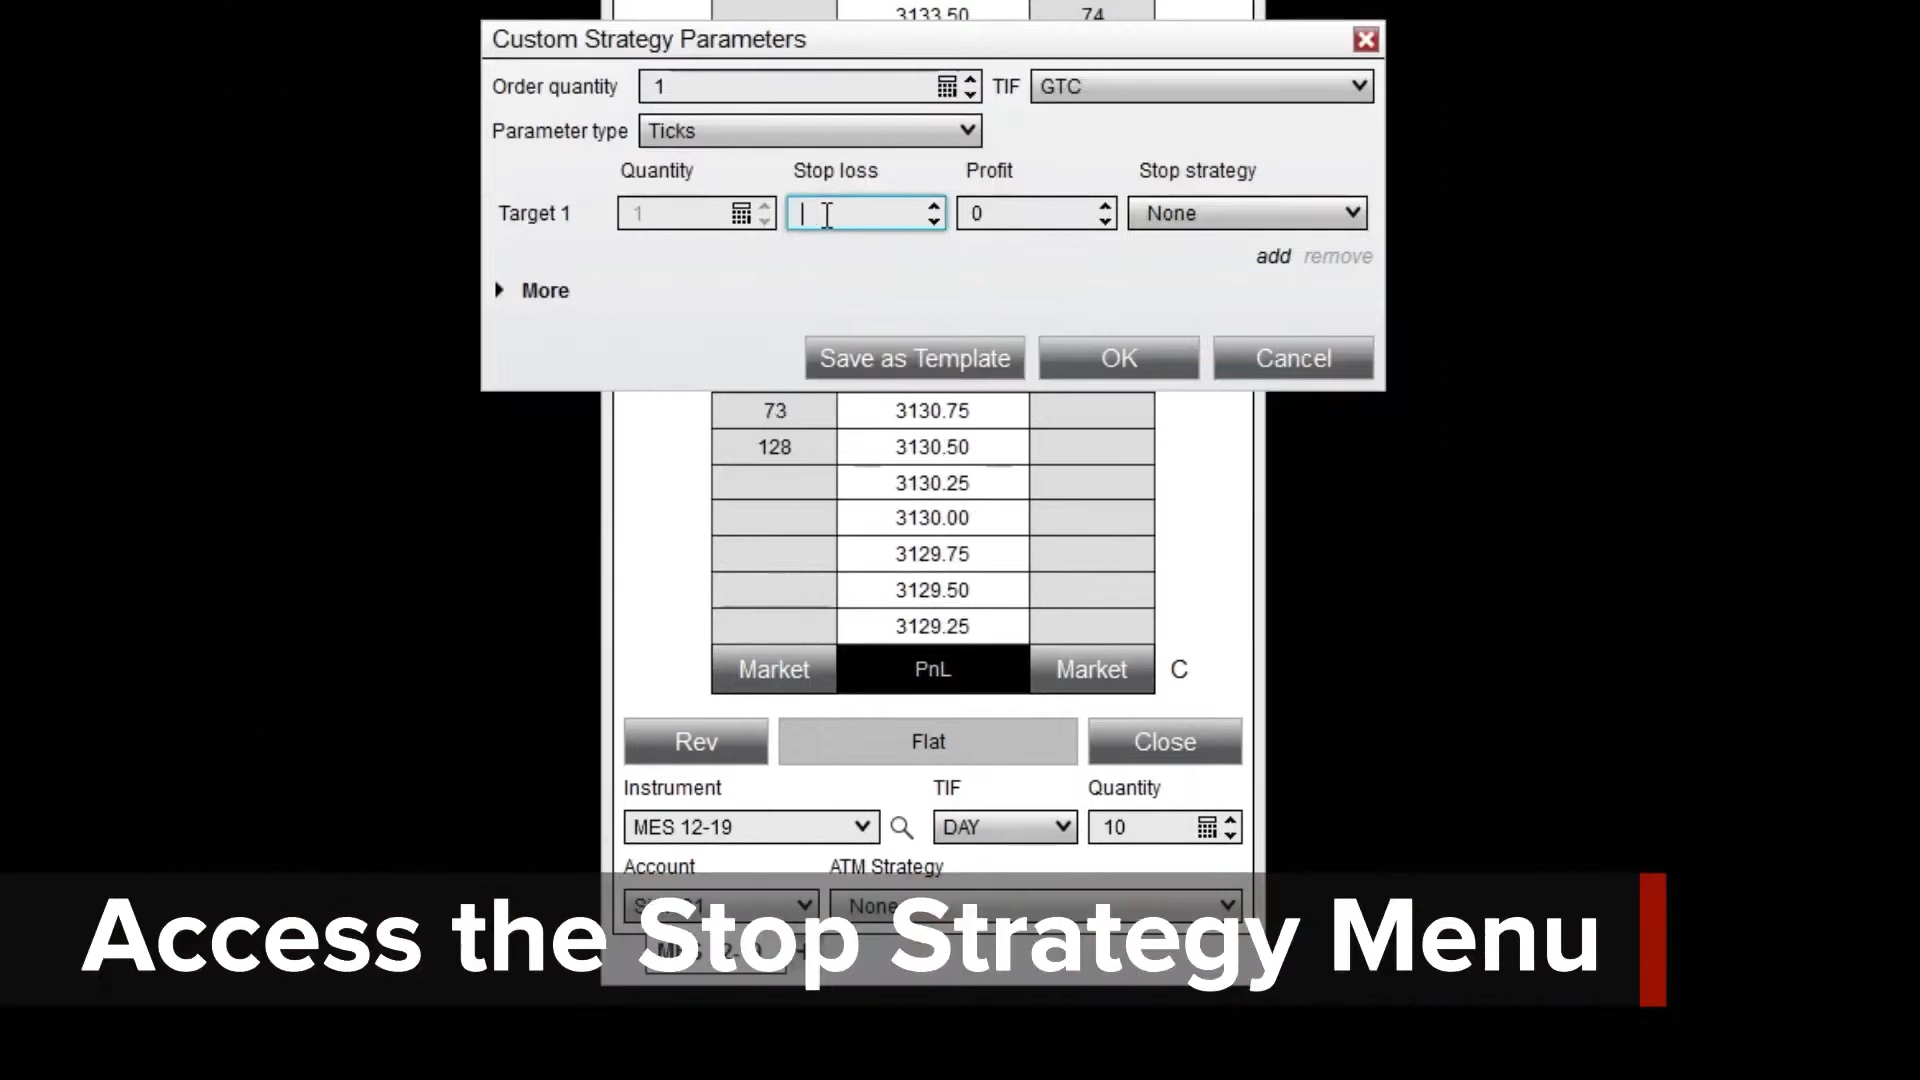 3133.50 74
Custom Strategy Parameters
Order quantity 1 TIF GTC
Parameter type Ticks
Quantity Stop loss Profit Stop strategy
Target 1 1 0 None
add remove
More
Save as Template OK Cancel
73 3130.75
128 3130.50
3130.25
3130.00
3129.75
3129.50
3129.25
Market PnL Market C
Rev Flat Close
Instrument TIF Quantity
MES 12-19 DAY 10
Account ATM Strategy
None
Access the Stop Strategy Menu